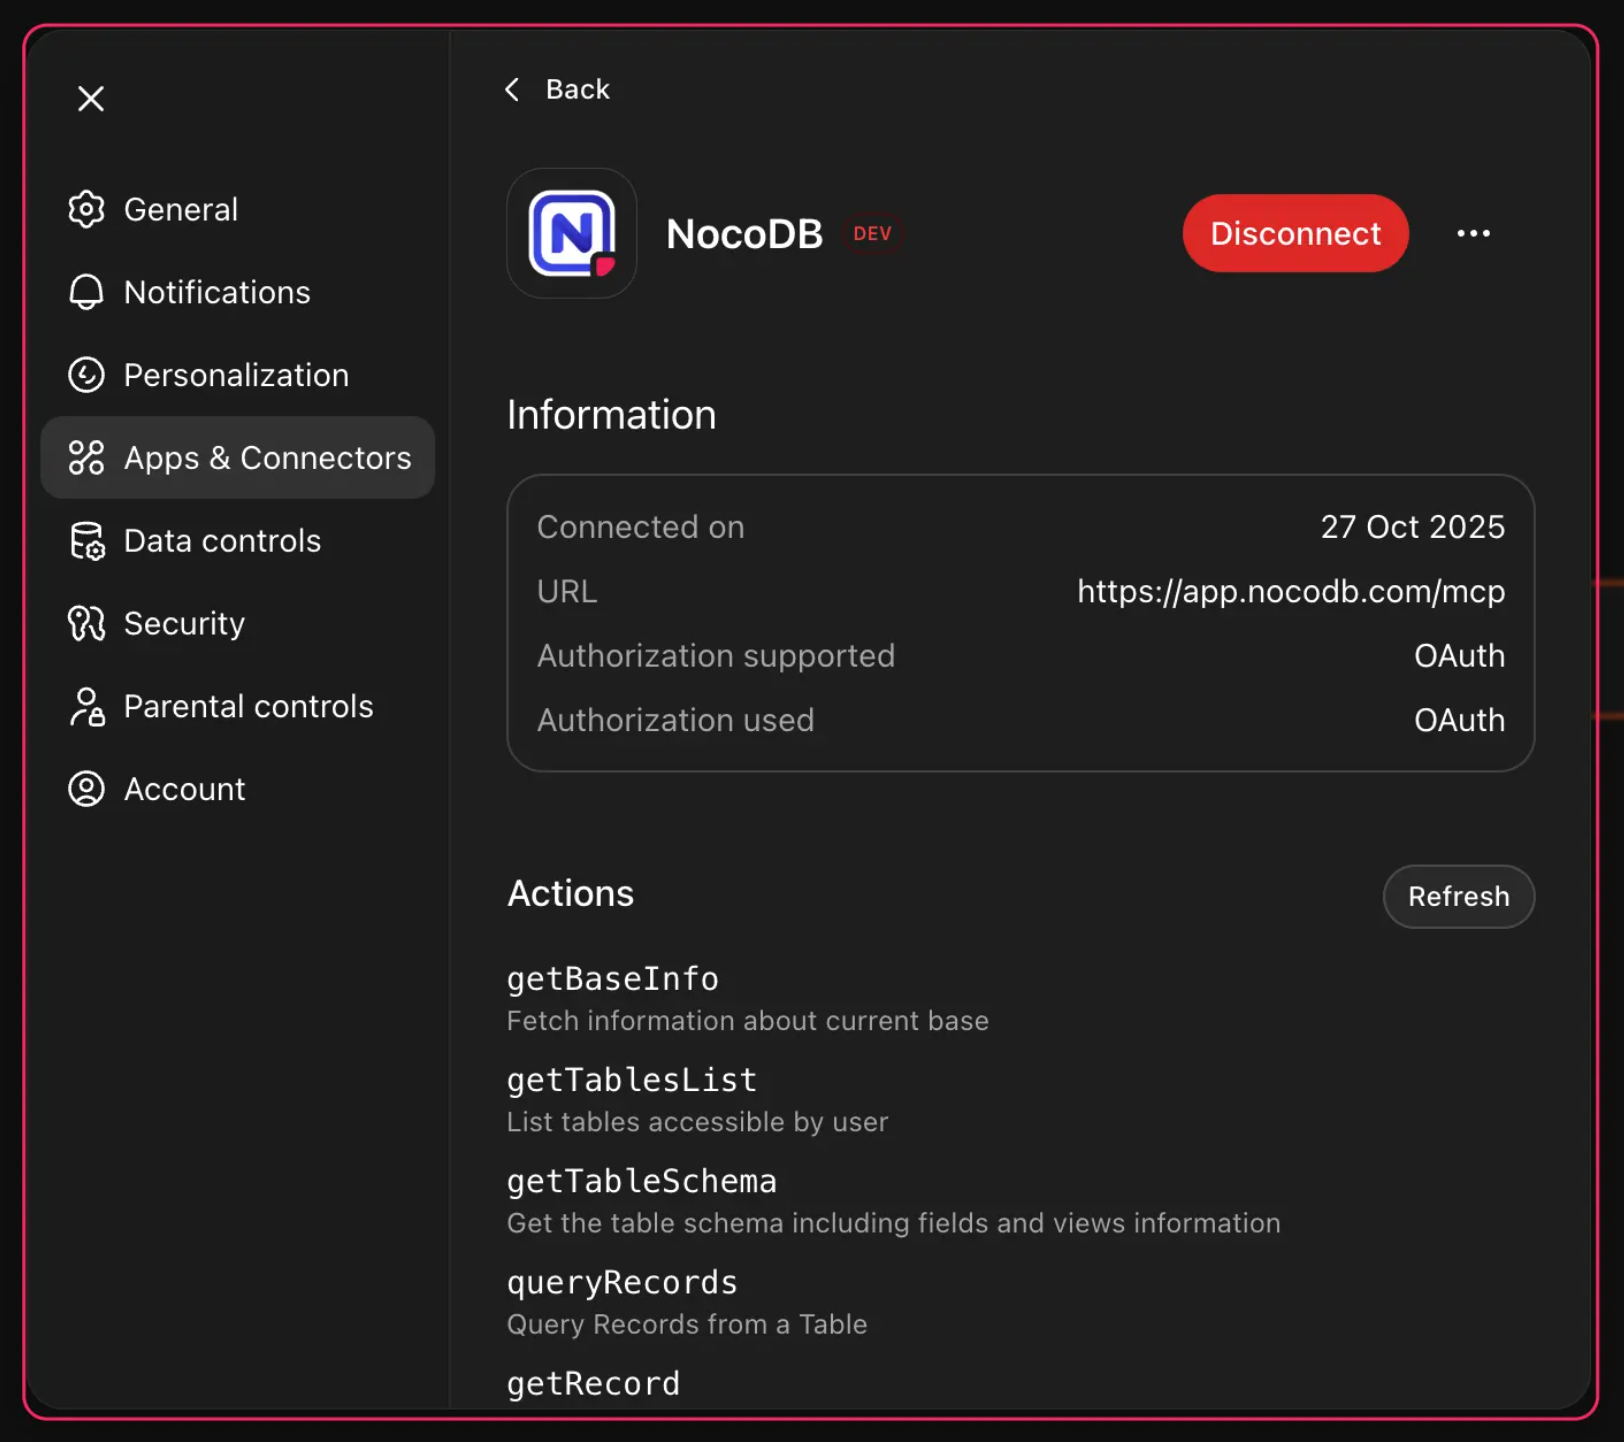 General
Notifications
Personalization
Apps & Connectors
Data controls
Security
Parental controls
Account
Back
N
NocoDB DEV
Disconnect
Information
Connected on 27 Oct 2025
URL https://app.nocodb.com/mcp
Authorization supported OAuth
Authorization used OAuth
Actions
Refresh
getBaseInfo
Fetch information about current base
getTablesList
List tables accessible by user
getTableSchema
Get the table schema including fields and views information
queryRecords
Query Records from a Table
getRecord